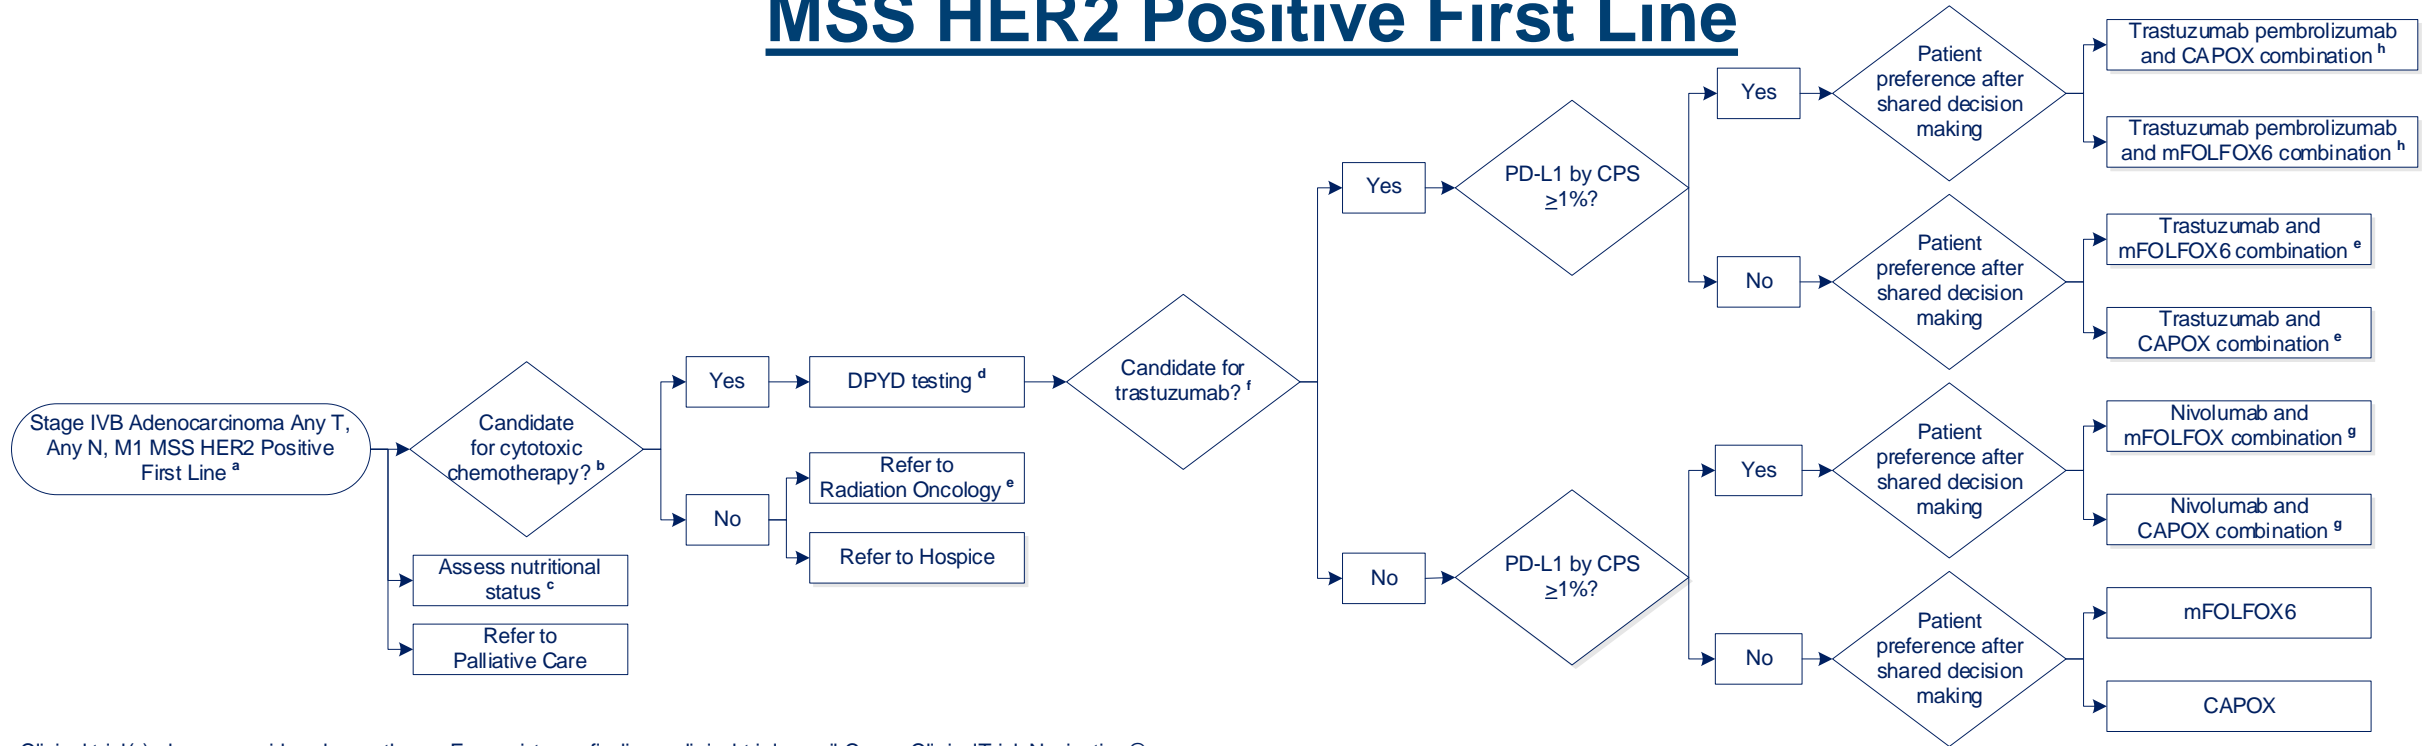 MSS HER2 Positive First Line
Stage IVB Adenocarcinoma Any T,
Any N, M1 MSS HER2 Positive
First Line a
Candidate
for cytotoxic
chemotherapy? b
Assess nutritional
status c
Refer to
Palliative Care
Yes
No
DPYD testing d
Refer to
Radiation Oncology e
Refer to Hospice
Candidate for
trastuzumab? f
Yes
No
PD-L1 by CPS
≥1%?
PD-L1 by CPS
≥1%?
Yes
No
Yes
No
Patient
preference after
shared decision
making
Patient
preference after
shared decision
making
Patient
preference after
shared decision
making
Patient
preference after
shared decision
making
Trastuzumab pembrolizumab
and CAPOX combination h
Trastuzumab pembrolizumab
and mFOLFOX6 combination h
Trastuzumab and
mFOLFOX6 combination e
Trastuzumab and
CAPOX combination e
Nivolumab and
mFOLFOX combination g
Nivolumab and
CAPOX combination g
mFOLFOX6
CAPOX